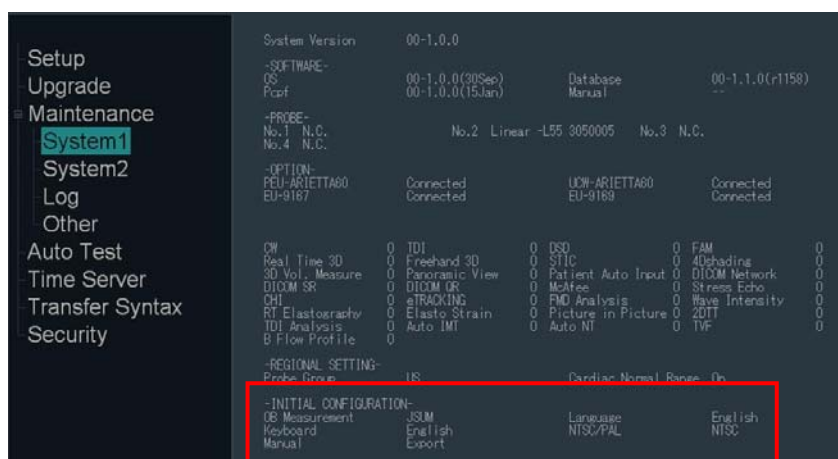 Setup
Upgrade
Maintenance
System1
System2
Log
Other
Auto Test
Time Server
Transfer Syntax
Security
System Version 00-1.0.0
-SOFTWARE-
OS 00-1.0.0(30Sep) Database 00-1.1.0(r1158)
Pcpf 00-1.0.0(15Jan) Manual --
-PROBE-
No.1 N.C. No.2 Linear -L55 3050005 No.3 N.C.
No.4 N.C.
-OPTION-
PEU-ARIETTA60 Connected UCW-ARIETTA60 Connected
EU-9167 Connected EU-9169 Connected
CW 0 TDI 0 DSD 0 FAM 0
Real Time 3D 0 Freehand 3D 0 STIC 0 4Dshading 0
3D Vol. Measure 0 Panoramic View 0 Patient Auto Input 0 DICOM Network 0
DICOM SR 0 DICOM QR 0 McAfee 0 Stress Echo 0
CHI 0 eTRACKING 0 FMD Analysis 0 Wave Intensity 0
RT Elastography 0 Elasto Strain 0 Picture in Picture 0 2DTT 0
TDI Analysis 0 Auto IMT 0 Auto NT 0 TVF 0
B Flow Profile 0
-REGIONAL SETTING-
Probe Group US Cardiac Normal Range On
-INITIAL CONFIGURATION-
OB Measurement JSUM Language English
Keyboard English NTSC/PAL NTSC
Manual Export